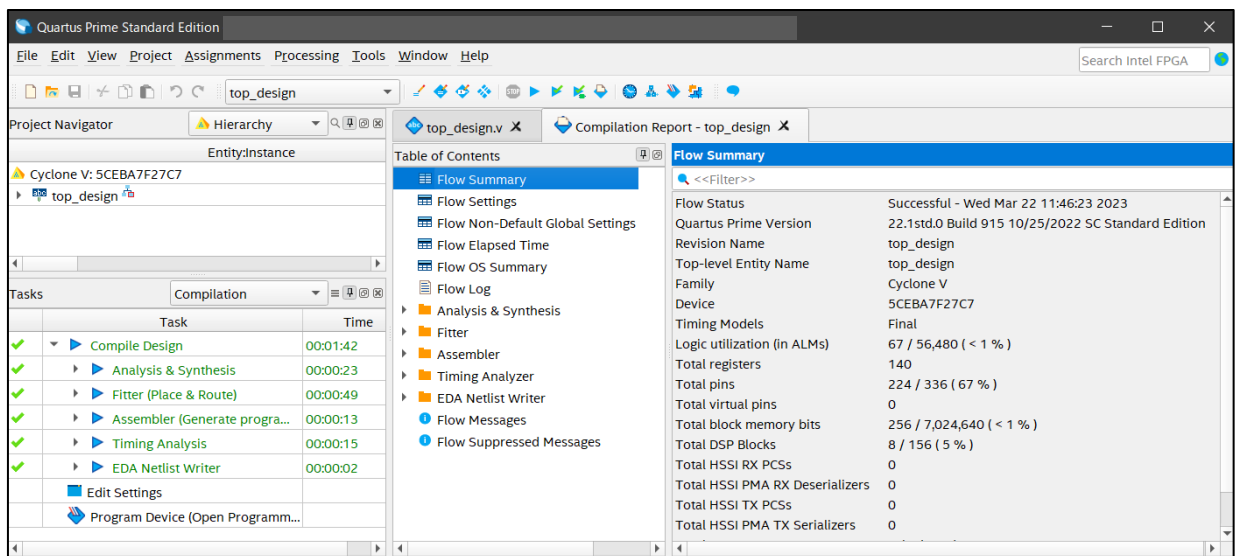 Quartus Prime Standard Edition
File Edit View Project Assignments Processing Tools Window Help
Search Intel FPGA
top_design
STOP
Project Navigator
Hierarchy
Entity:Instance
Cyclone V: 5CEBA7F27C7
abc top_design
Tasks
Compilation
Task Time
Compile Design 00:01:42
Analysis & Synthesis 00:00:23
Fitter (Place & Route) 00:00:49
Assembler (Generate progra... 00:00:13
Timing Analysis 00:00:15
EDA Netlist Writer 00:00:02
Edit Settings
Program Device (Open Programm...
abc top_design.v
Compilation Report - top_design
Table of Contents
Flow Summary
Flow Settings
Flow Non-Default Global Settings
Flow Elapsed Time
Flow OS Summary
Flow Log
Analysis & Synthesis
Fitter
Assembler
Timing Analyzer
EDA Netlist Writer
Flow Messages
Flow Suppressed Messages
Flow Summary
<<Filter>>
Flow Status Successful - Wed Mar 22 11:46:23 2023
Quartus Prime Version 22.1std.0 Build 915 10/25/2022 SC Standard Edition
Revision Name top_design
Top-level Entity Name top_design
Family Cyclone V
Device 5CEBA7F27C7
Timing Models Final
Logic utilization (in ALMs) 67 / 56,480 ( < 1 % )
Total registers 140
Total pins 224 / 336 ( 67 % )
Total virtual pins 0
Total block memory bits 256 / 7,024,640 ( < 1 % )
Total DSP Blocks 8 / 156 ( 5 % )
Total HSSI RX PCSs 0
Total HSSI PMA RX Deserializers 0
Total HSSI TX PCSs 0
Total HSSI PMA TX Serializers 0